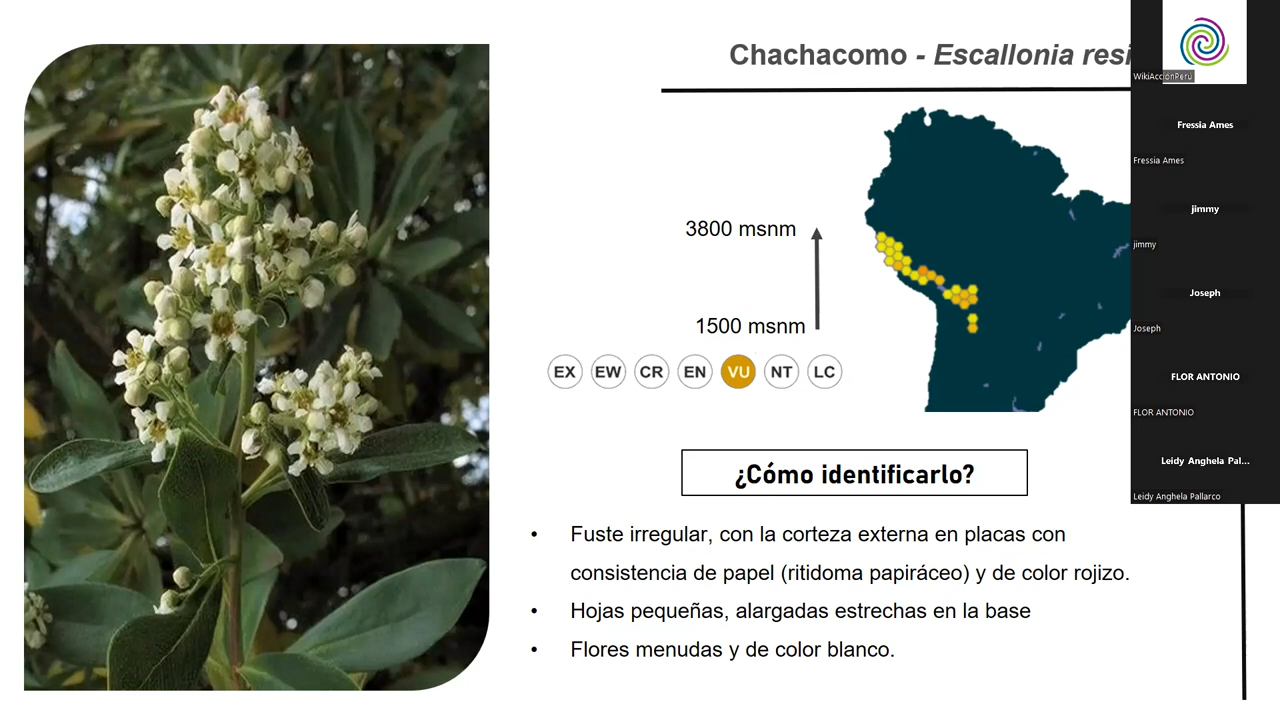 Chachacomo - Escallonia resi
3800 msnm
1500 msnm
EX EW CR EN VU NT LC
¿Cómo identificarlo?
• Fuste irregular, con la corteza externa en placas con
consistencia de papel (ritidoma papiráceo) y de color rojizo.
• Hojas pequeñas, alargadas estrechas en la base
• Flores menudas y de color blanco.
WikiAcciónPerú
Fressia Ames
Fressia Ames
jimmy
jimmy
Joseph
Joseph
FLOR ANTONIO
FLOR ANTONIO
Leidy Anghela Pal...
Leidy Anghela Pallarco